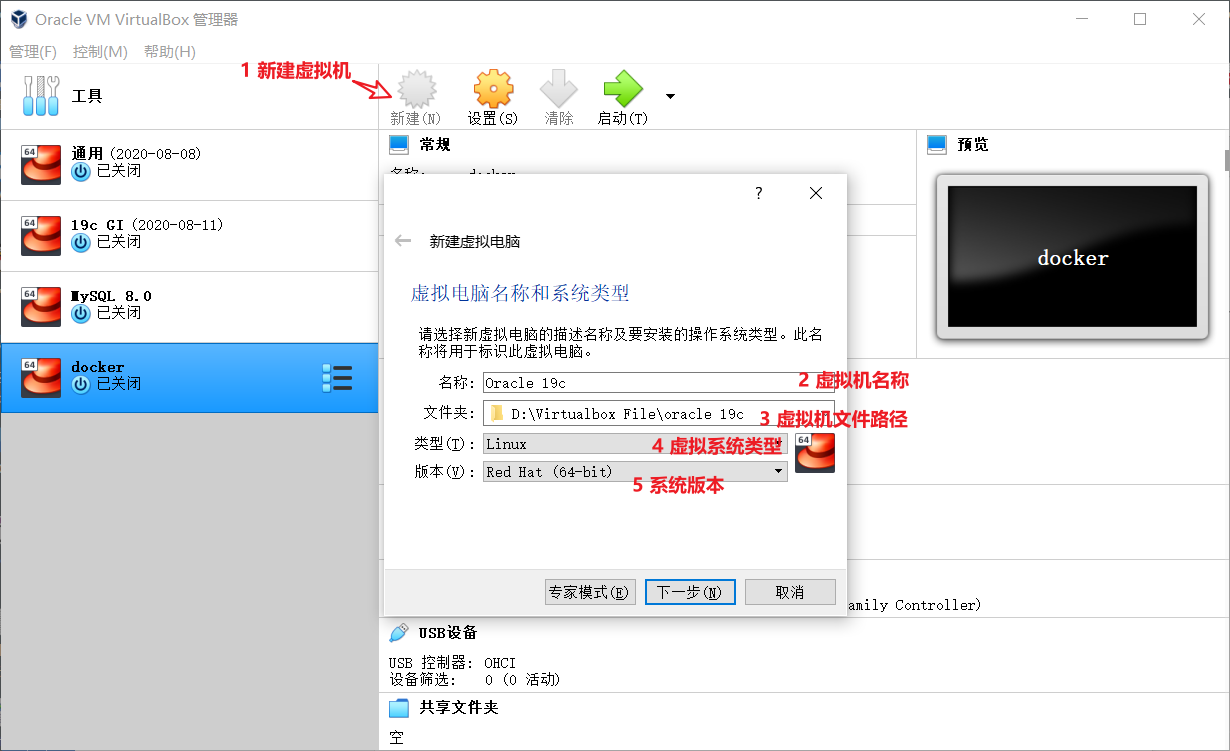 Oracle VM VirtualBox 管理器
管理(F) 控制(M) 帮助(H)
1 新建虚拟机
工具
新建(N) 设置(S) 清除 启动(T)
64
通用 (2020-08-08)
已关闭
64
19c GI (2020-08-11)
已关闭
64
MySQL 8.0
已关闭
64
docker
已关闭
常规
名称: docker
预览
docker
?
新建虚拟电脑
虚拟电脑名称和系统类型
请选择新虚拟电脑的描述名称及要安装的操作系统类型。此名
称将用于标识此虚拟电脑。
名称: Oracle 19c
2 虚拟机名称
文件夹: D:\Virtualbox File\oracle 19c
3 虚拟机文件路径
类型(T): Linux
4 虚拟系统类型
64
版本(V): Red Hat (64-bit)
5 系统版本
专家模式(E) 下一步(N) 取消
amily Controller)
USB设备
USB 控制器: OHCI
设备筛选: 0 (0 活动)
共享文件夹
空